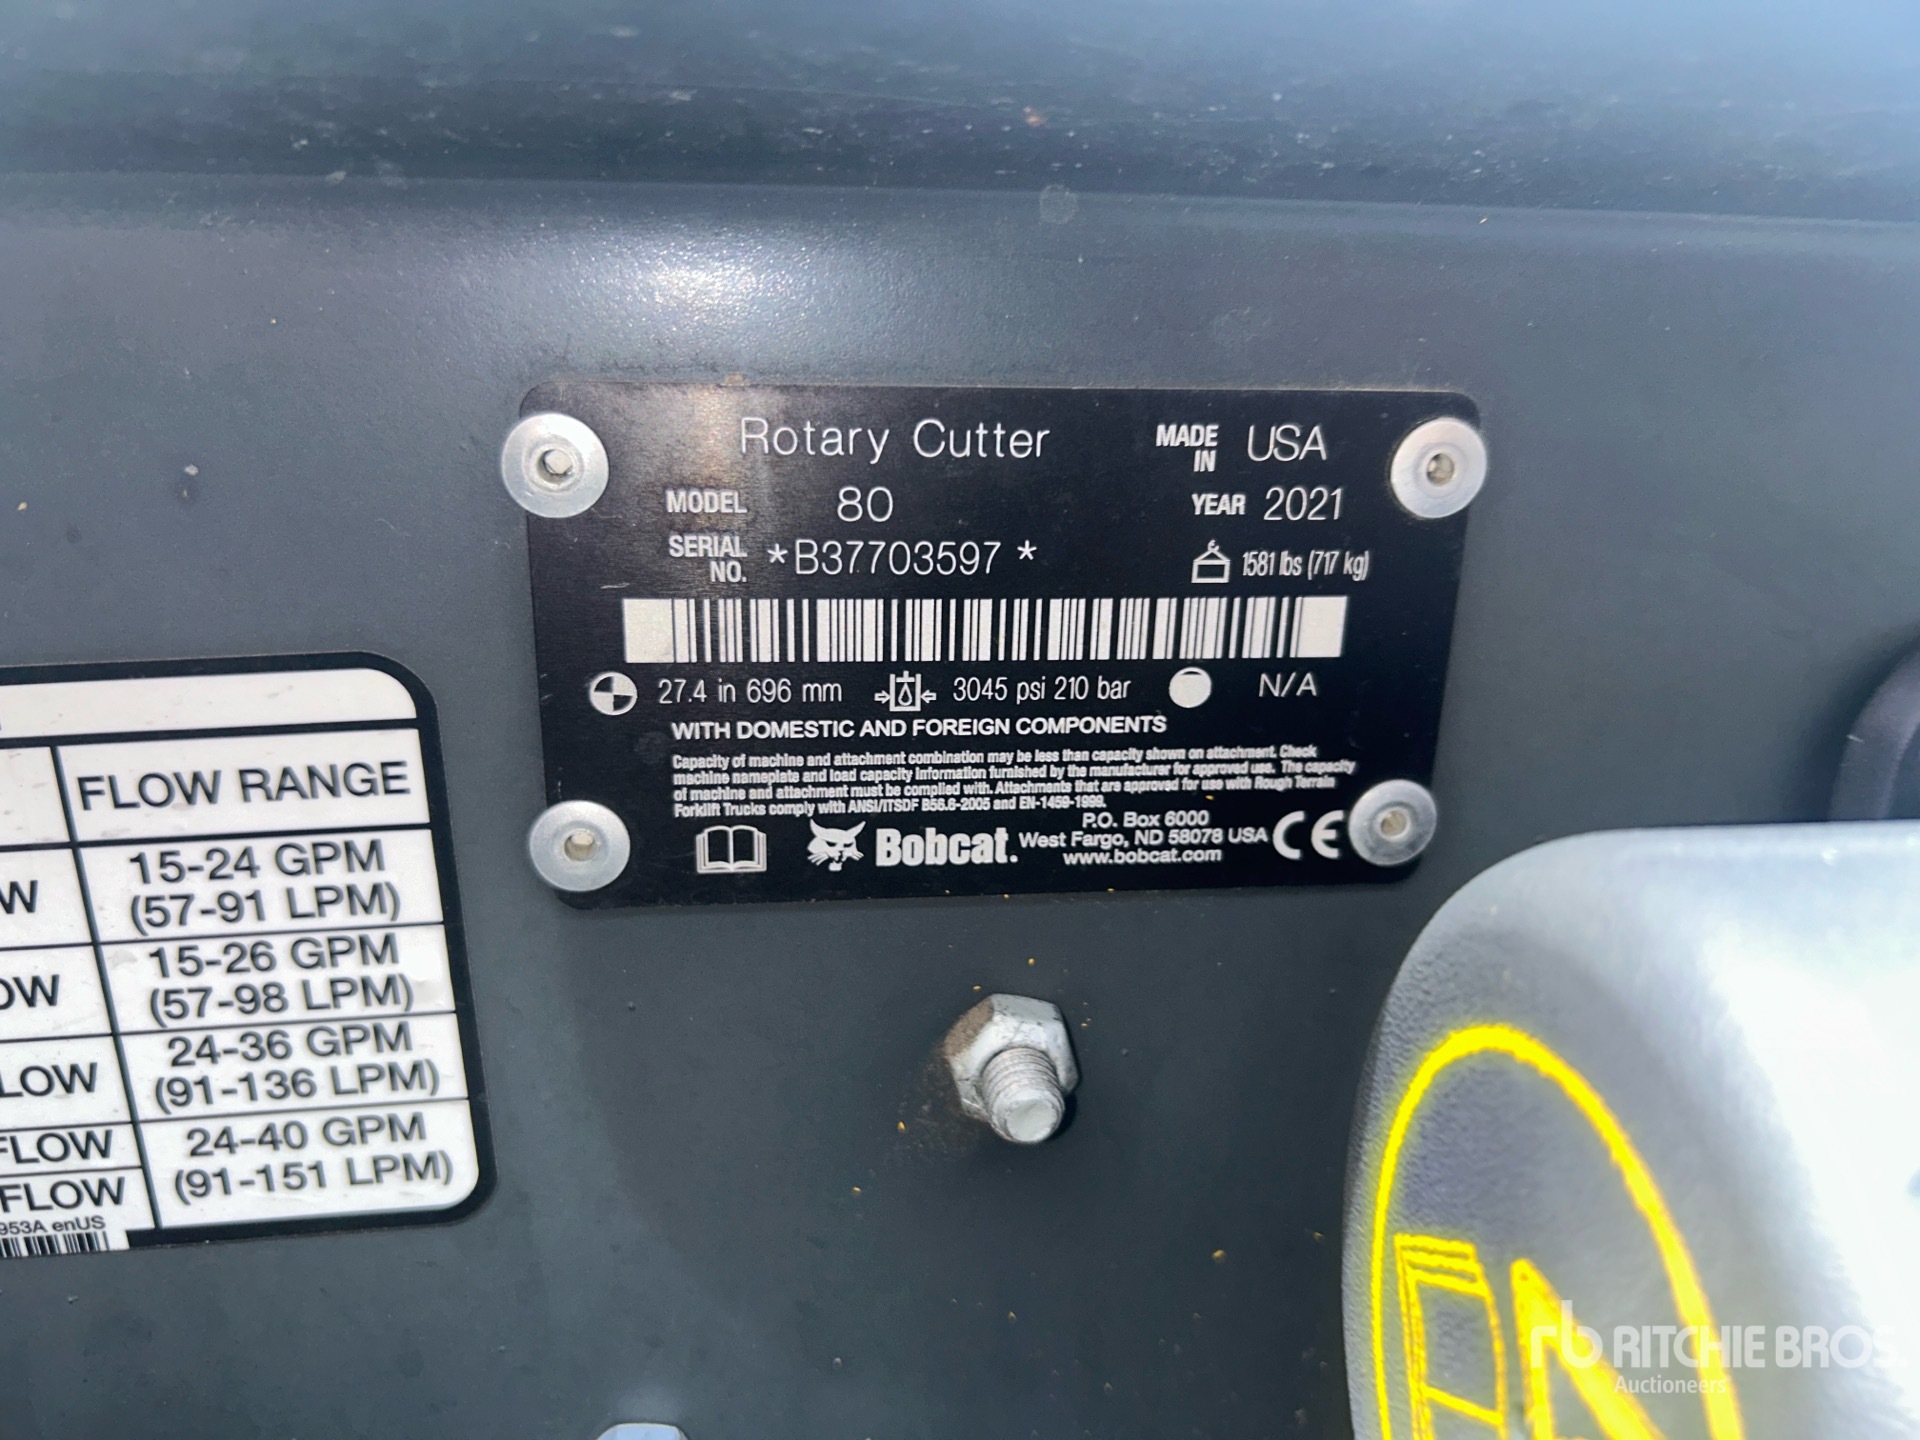 Rotary Cutter MADE IN USA
MODEL 80 YEAR 2021
SERIAL NO. *B37703597* 1581 lbs (717 kg)
27.4 in 696 mm 3045 psi 210 bar N/A
WITH DOMESTIC AND FOREIGN COMPONENTS
Capacity of machine and attachment combination may be less than capacity shown on attachment. Check
machine nameplate and load capacity information furnished by the manufacturer for approved use. The capacity
of machine and attachment must be complied with. Attachments that are approved for use with Rough Terrain
Forklift Trucks comply with ANSI/ITSDF B56.6-2005 and EN-1459-1999.
Bobcat.
P.O. Box 6000
West Fargo, ND 58078 USA
www.bobcat.com
CE
FLOW RANGE
W 15-24 GPM
(57-91 LPM)
OW 15-26 GPM
(57-98 LPM)
LOW 24-36 GPM
(91-136 LPM)
FLOW 24-40 GPM
FLOW (91-151 LPM)
953A enUS
rb RITCHIE BROS.
Auctioneers